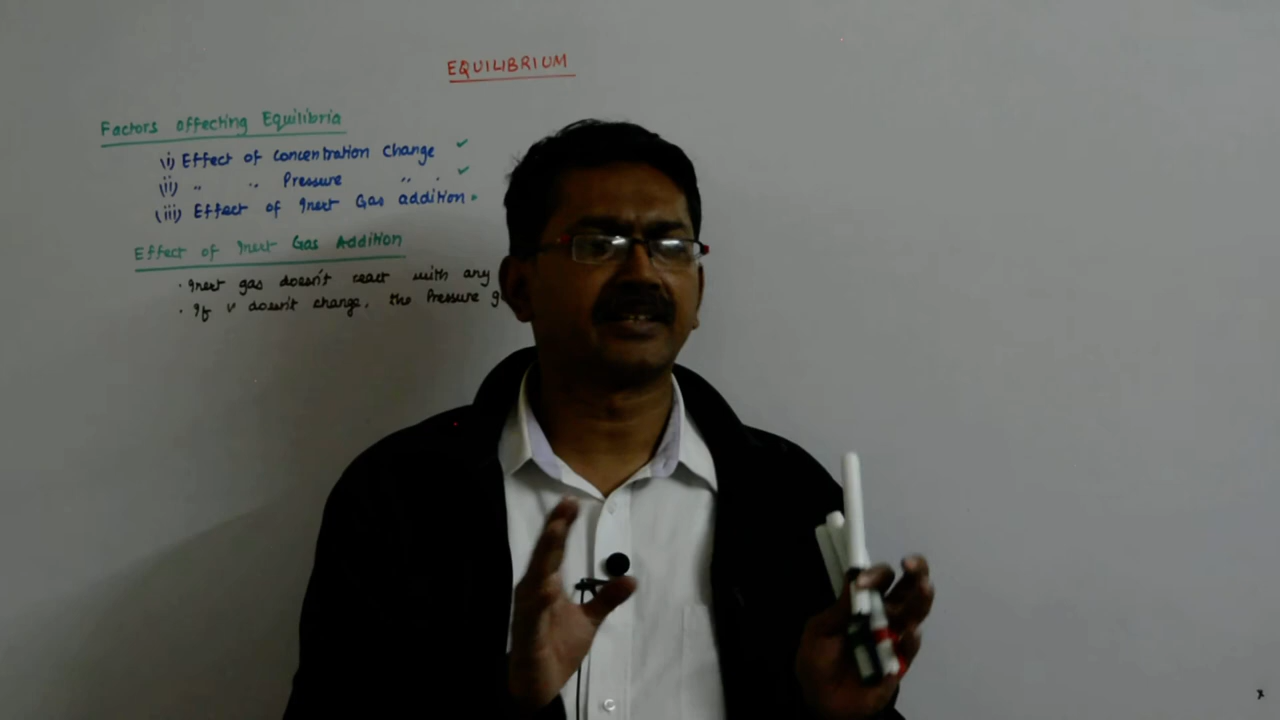 EQUILIBRIUM
Factors affecting Equilibria
(i) Effect of concentration change ✓
(ii) " " Pressure " . ✓
(iii) Effect of Inert Gas addition.
Effect of Inert Gas Addition
· Inert gas doesn't react with any
· If V doesn't change, the Pressure g